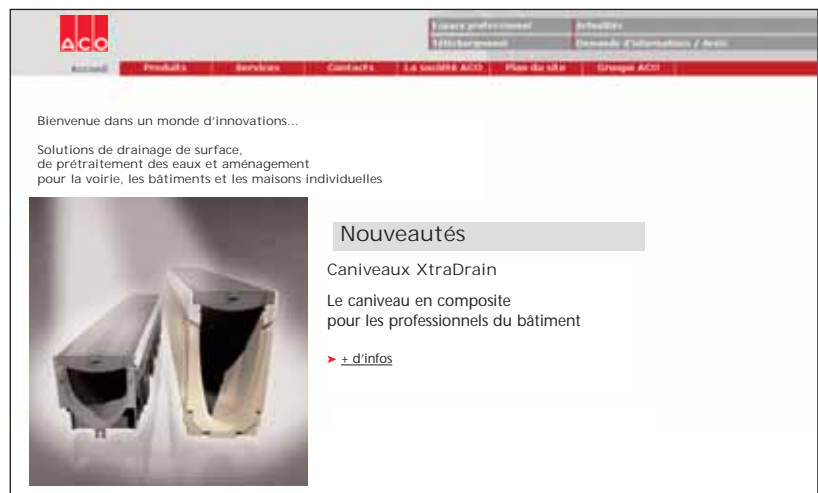 ACO
Espace professionnel
Actualités
Téléchargement
Demande d'informations / Avis
Accueil
Produits
Services
Contacts
La société ACO
Plan du site
Groupe ACO
Bienvenue dans un monde d'innovations...
Solutions de drainage de surface,
de prétraitement des eaux et aménagement
pour la voirie, les bâtiments et les maisons individuelles
Nouveautés
Caniveaux XtraDrain
Le caniveau en composite
pour les professionnels du bâtiment
➤ + d'infos